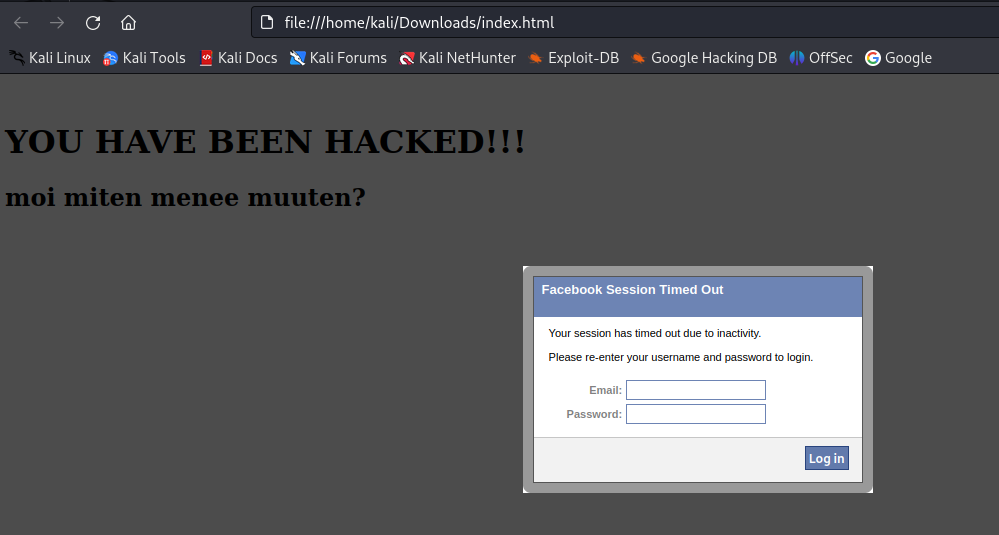 file:///home/kali/Downloads/index.html
Kali Linux Kali Tools Kali Docs Kali Forums Kali NetHunter Exploit-DB Google Hacking DB OffSec Google
YOU HAVE BEEN HACKED!!!
moi miten menee muuten?
Facebook Session Timed Out
Your session has timed out due to inactivity.
Please re-enter your username and password to login.
Email:
Password:
Log in